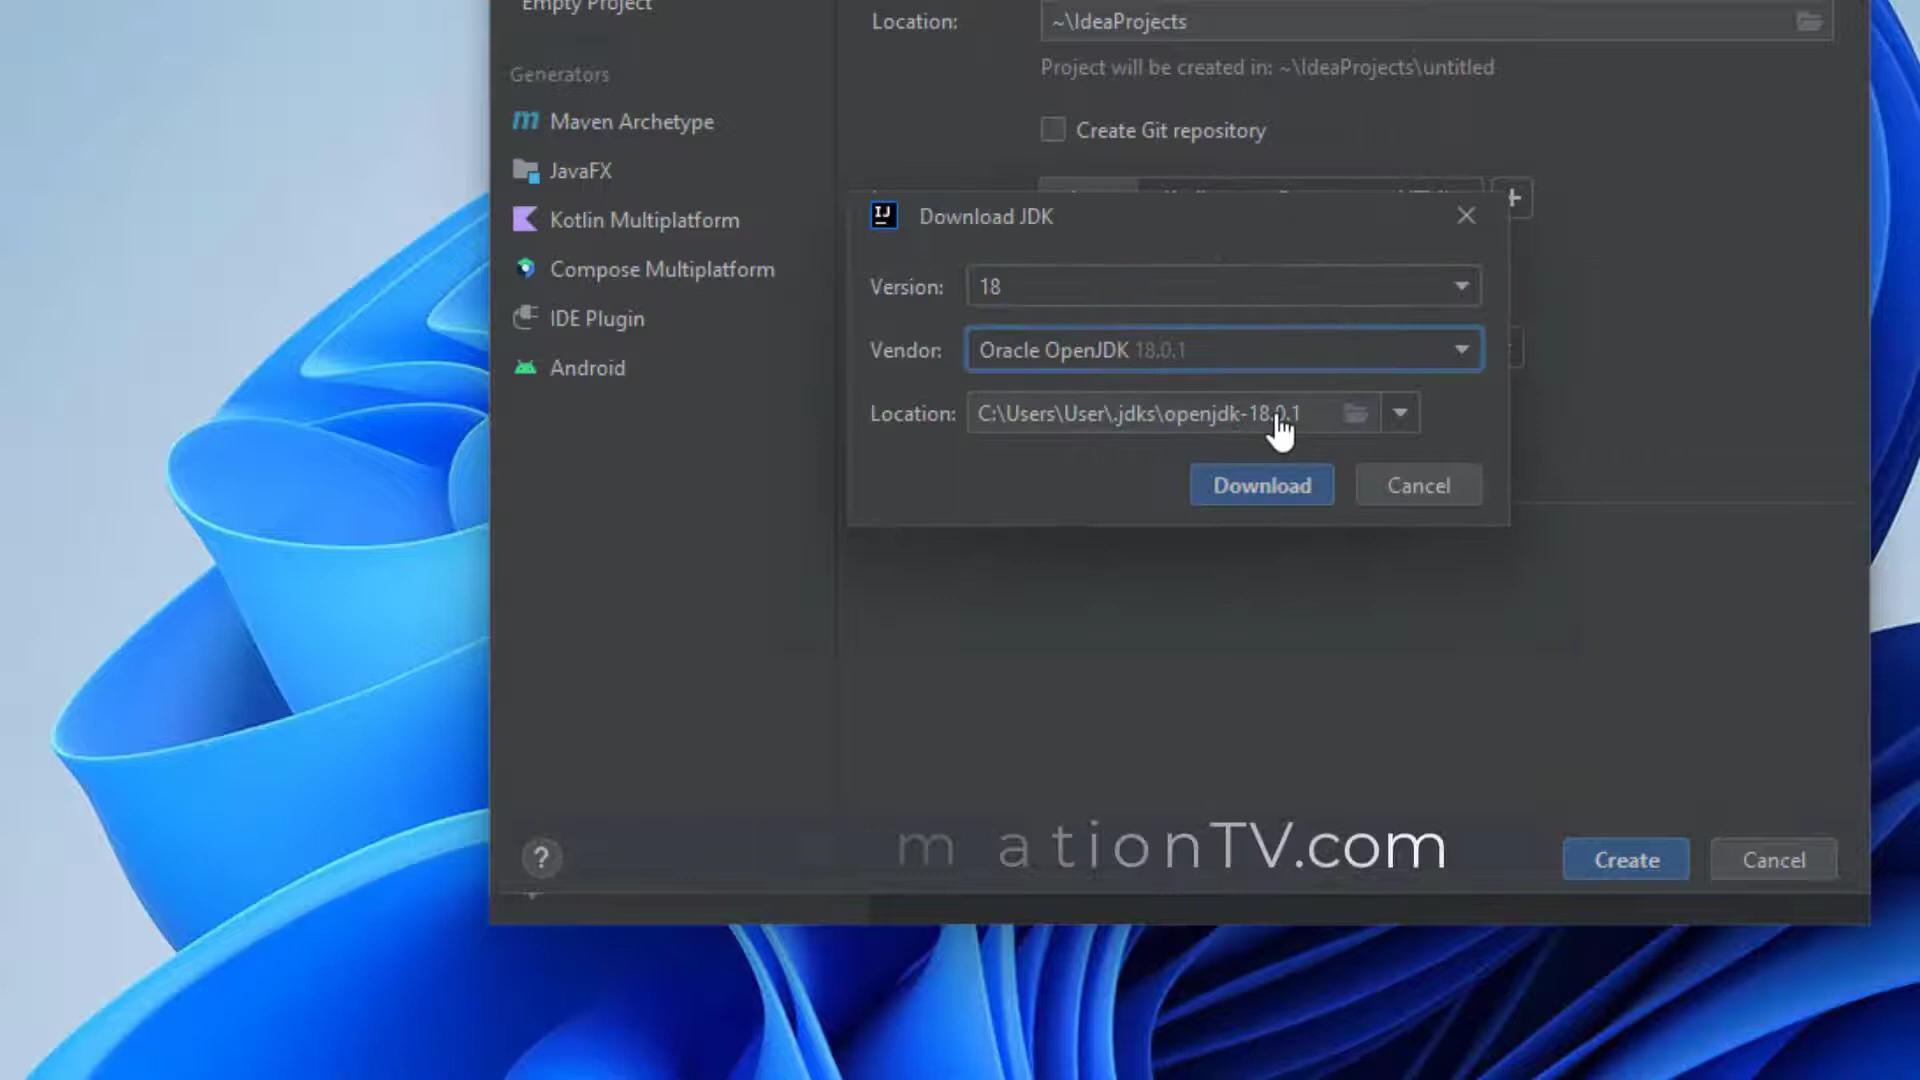 Empty Project
Location:
~\IdeaProjects
Project will be created in: ~\IdeaProjects\untitled
Generators
Maven Archetype
Create Git repository
JavaFX
Kotlin Multiplatform
Compose Multiplatform
IDE Plugin
Android
IJ
Download JDK
Version:
18
Vendor:
Oracle OpenJDK 18.0.1
Location:
C:\Users\User\.jdks\openjdk-18.0.1
Download
Cancel
?
m ationTV.com
Create
Cancel